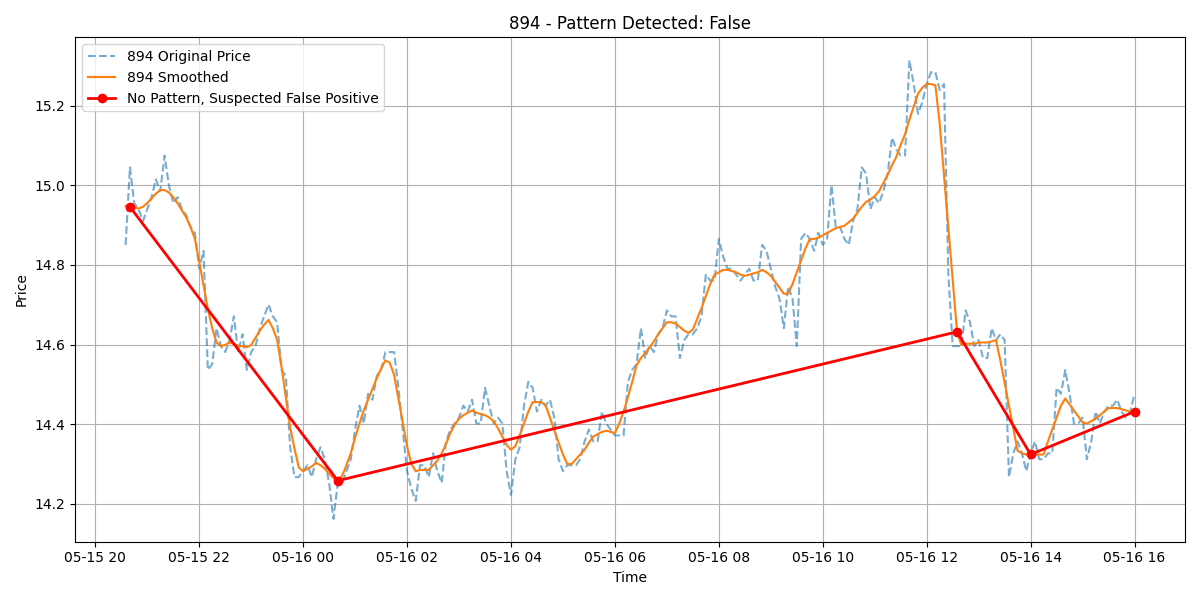 894 - Pattern Detected: False
894 Original Price
894 Smoothed
No Pattern, Suspected False Positive
Price
15.2
15.0
14.8
14.6
14.4
14.2
05-15 20 05-15 22 05-16 00 05-16 02 05-16 04 05-16 06 05-16 08 05-16 10 05-16 12 05-16 14 05-16 16
Time